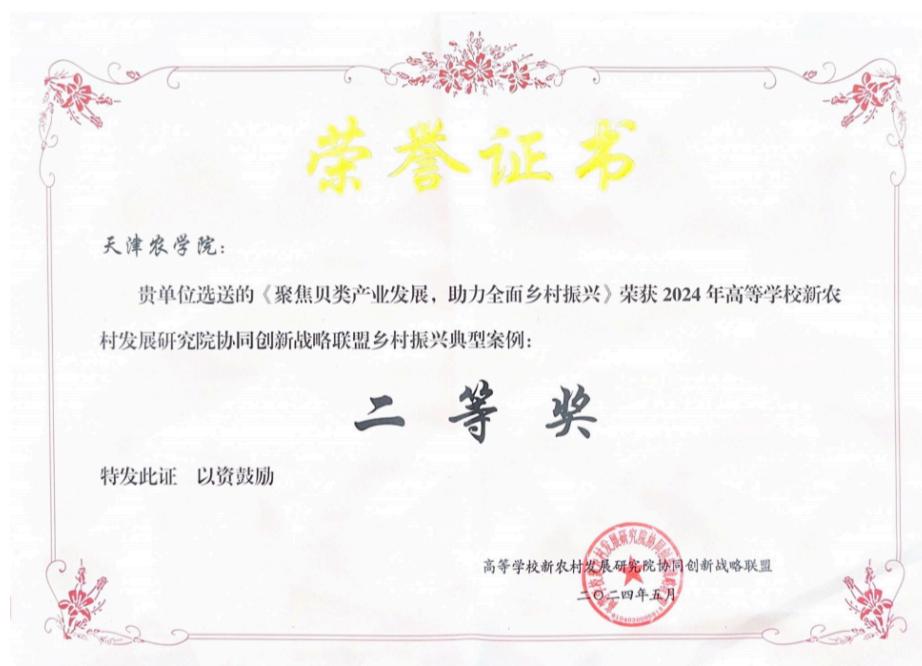 荣誉证书
天津农学院：
贵单位选送的《聚焦贝类产业发展，助力全面乡村振兴》荣获 2024 年高等学校新农
村发展研究院协同创新战略联盟乡村振兴典型案例：
二等奖
特发此证 以资鼓励
高等学校新农村发展研究院协同创新战略联盟
二〇二四年五月